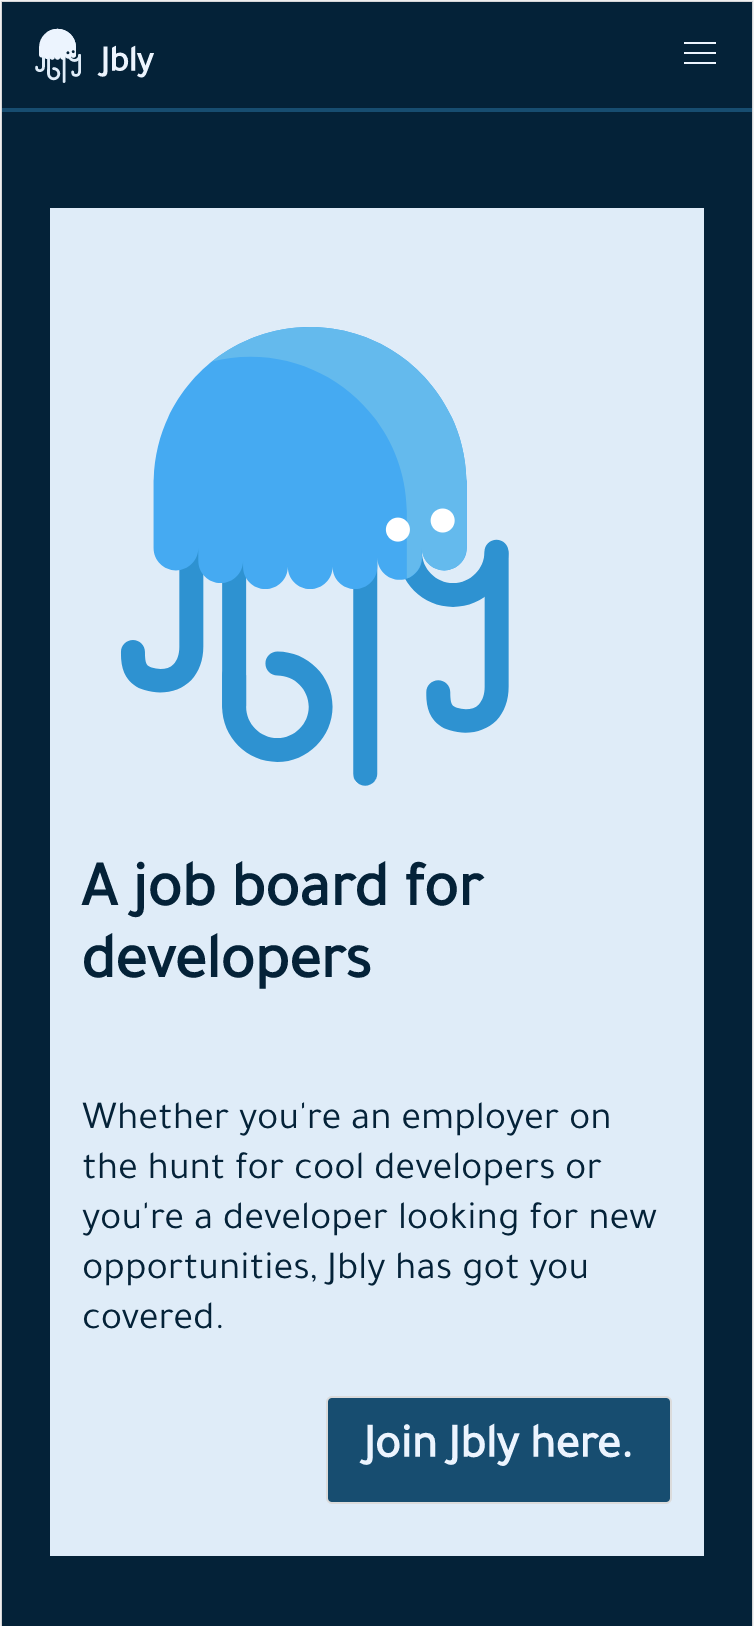 Jbly
A job board for
developers
Whether you're an employer on
the hunt for cool developers or
you're a developer looking for new
opportunities, Jbly has got you
covered.
Join Jbly here.